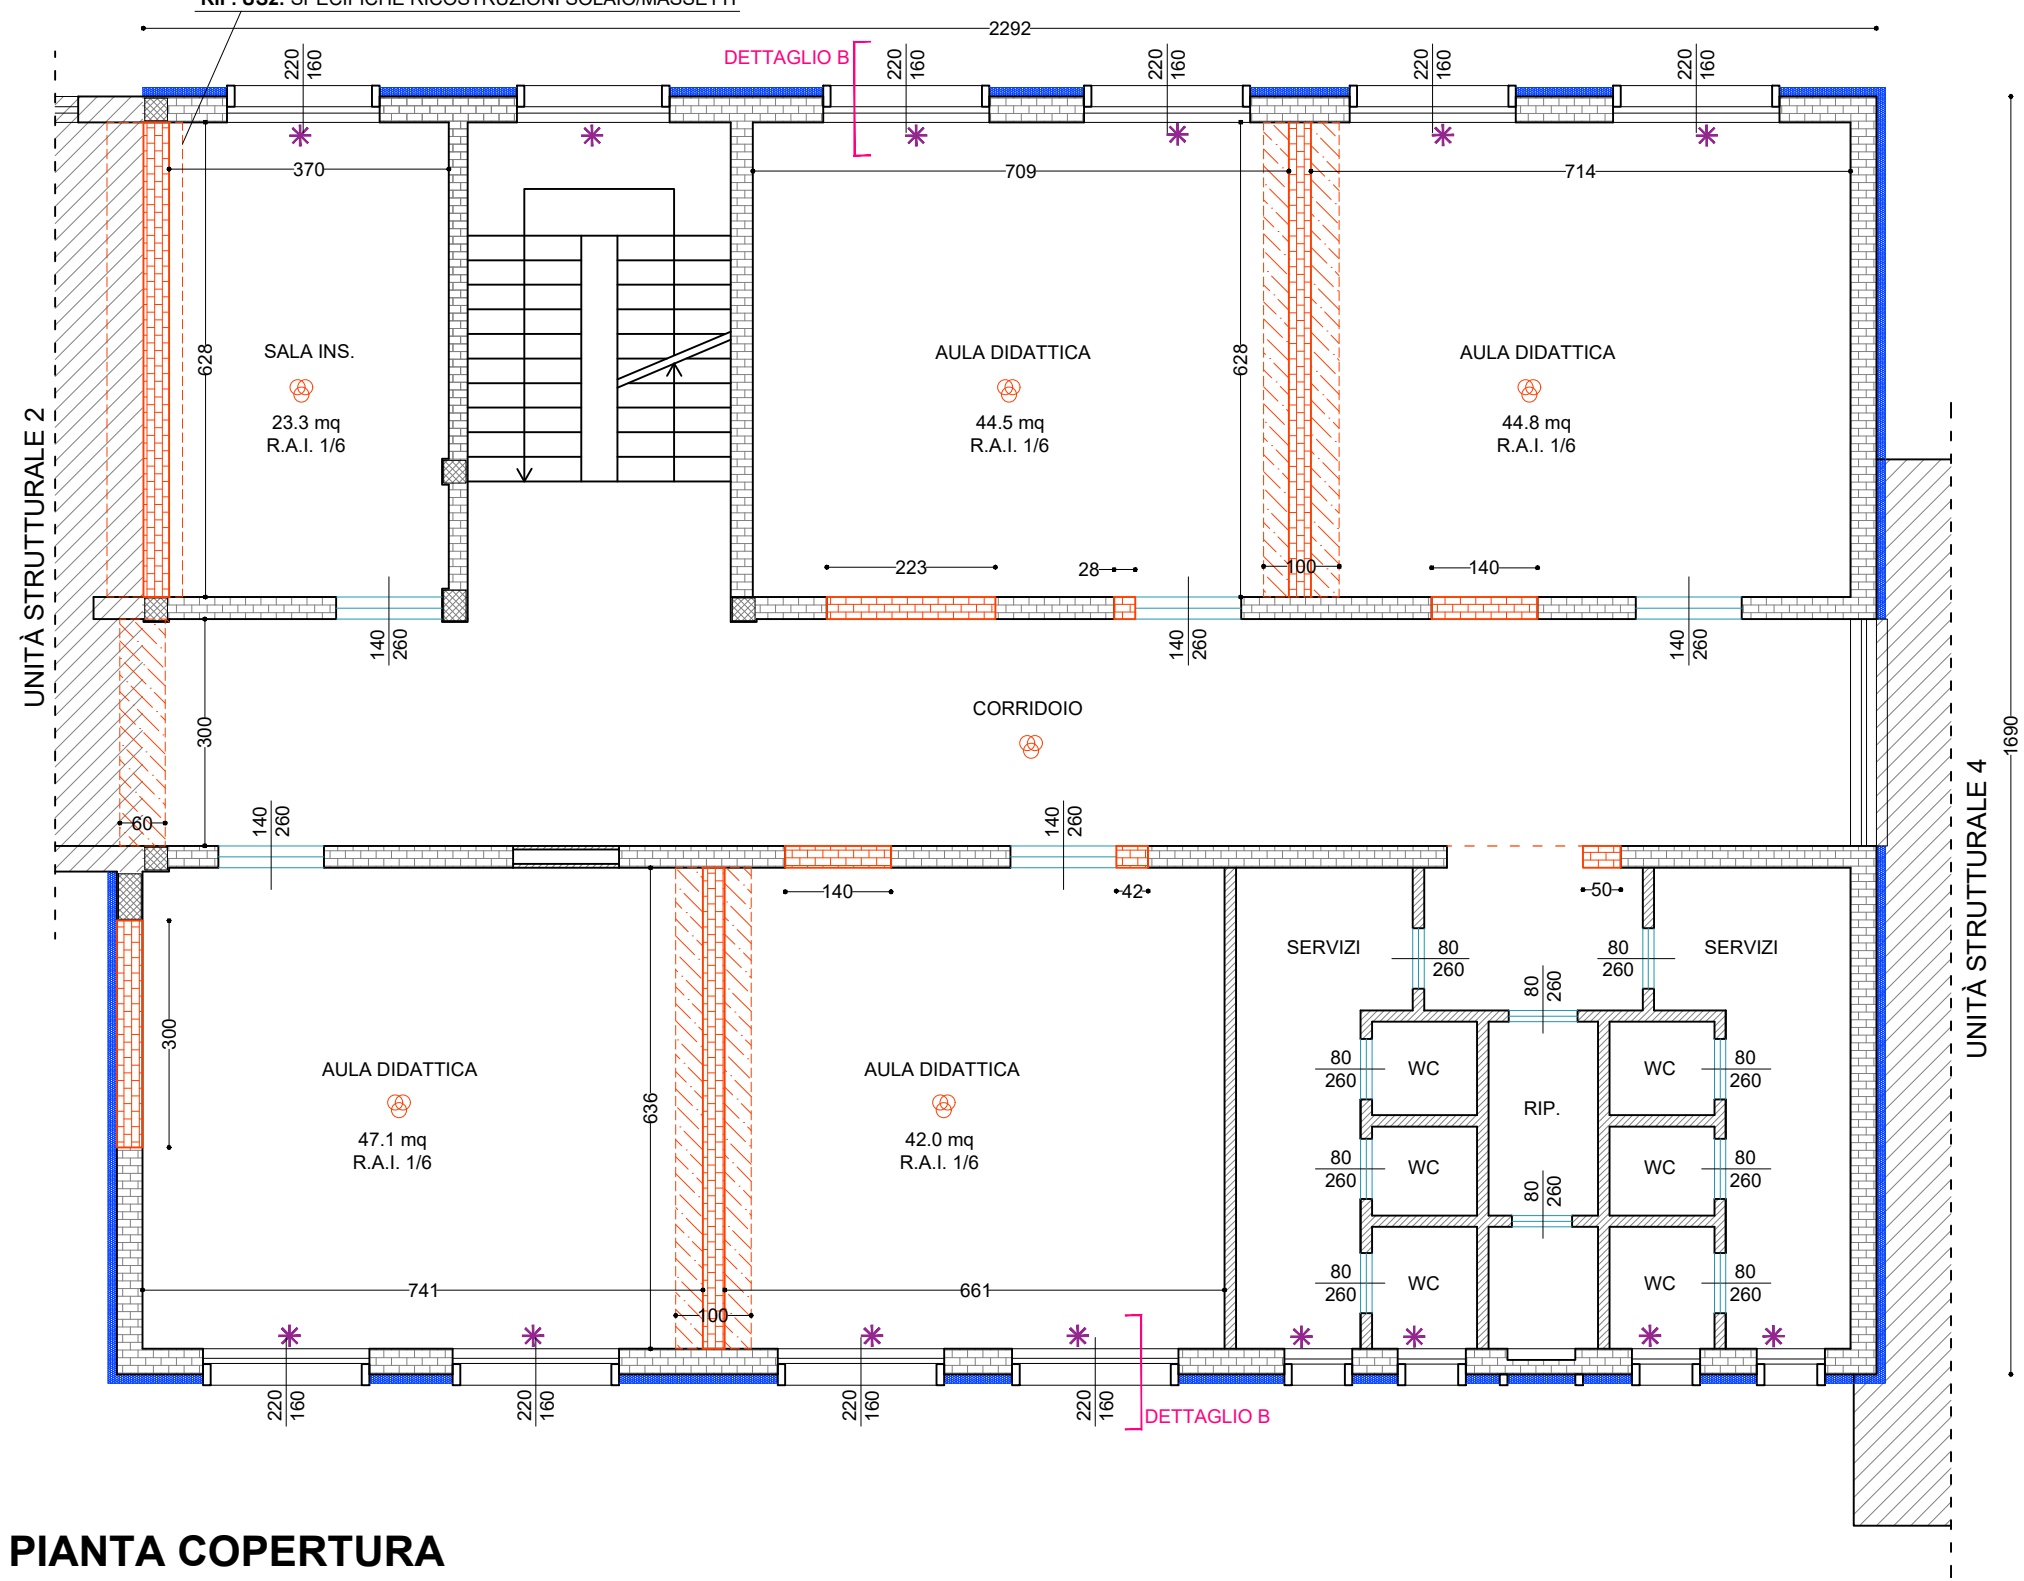 RIF. US2: SPECIFICHE RICOSTRUZIONI SOLAIO/MASSETTI
2292
220
160
DETTAGLIO B
220
160
220
160
220
160
220
160
370
709
714
628
SALA INS.
23.3 mq
R.A.I. 1/6
AULA DIDATTICA
44.5 mq
R.A.I. 1/6
628
AULA DIDATTICA
44.8 mq
R.A.I. 1/6
UNITÀ STRUTTURALE 2
223
28
100
140
140
260
140
260
140
260
CORRIDOIO
300
1690
60
140
260
140
260
140
42
50
UNITÀ STRUTTURALE 4
SERVIZI
80
260
80
260
SERVIZI
80
260
300
AULA DIDATTICA
47.1 mq
R.A.I. 1/6
636
AULA DIDATTICA
42.0 mq
R.A.I. 1/6
80
260
WC
RIP.
WC
80
260
80
260
WC
80
260
WC
80
260
80
260
WC
WC
80
260
741
100
661
220
160
220
160
220
160
220
160
DETTAGLIO B
PIANTA COPERTURA